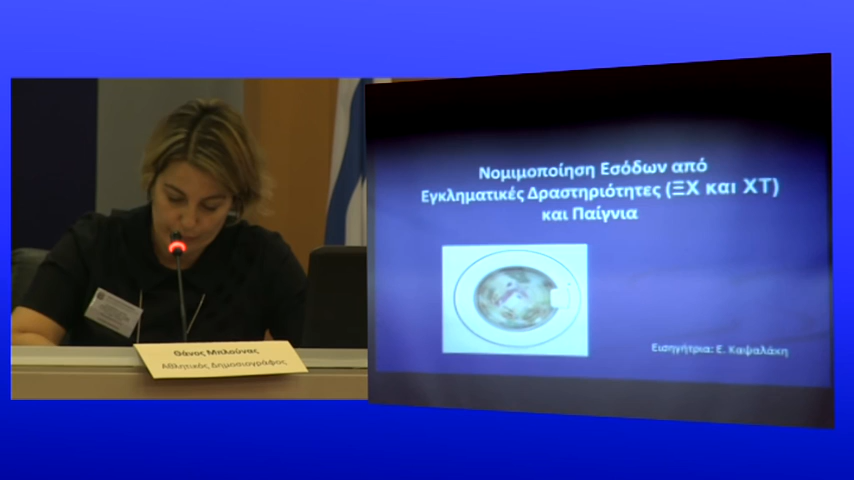 Νομιμοποίηση Εσόδων από
Εγκληματικές Δραστηριότητες (ΞΧ και ΧΤ)
και Παίγνια
Εισηγήτρια: Ε. Καψαλάκη
Θάνος Μπλούνας
Αθλητικός Δημοσιογράφος